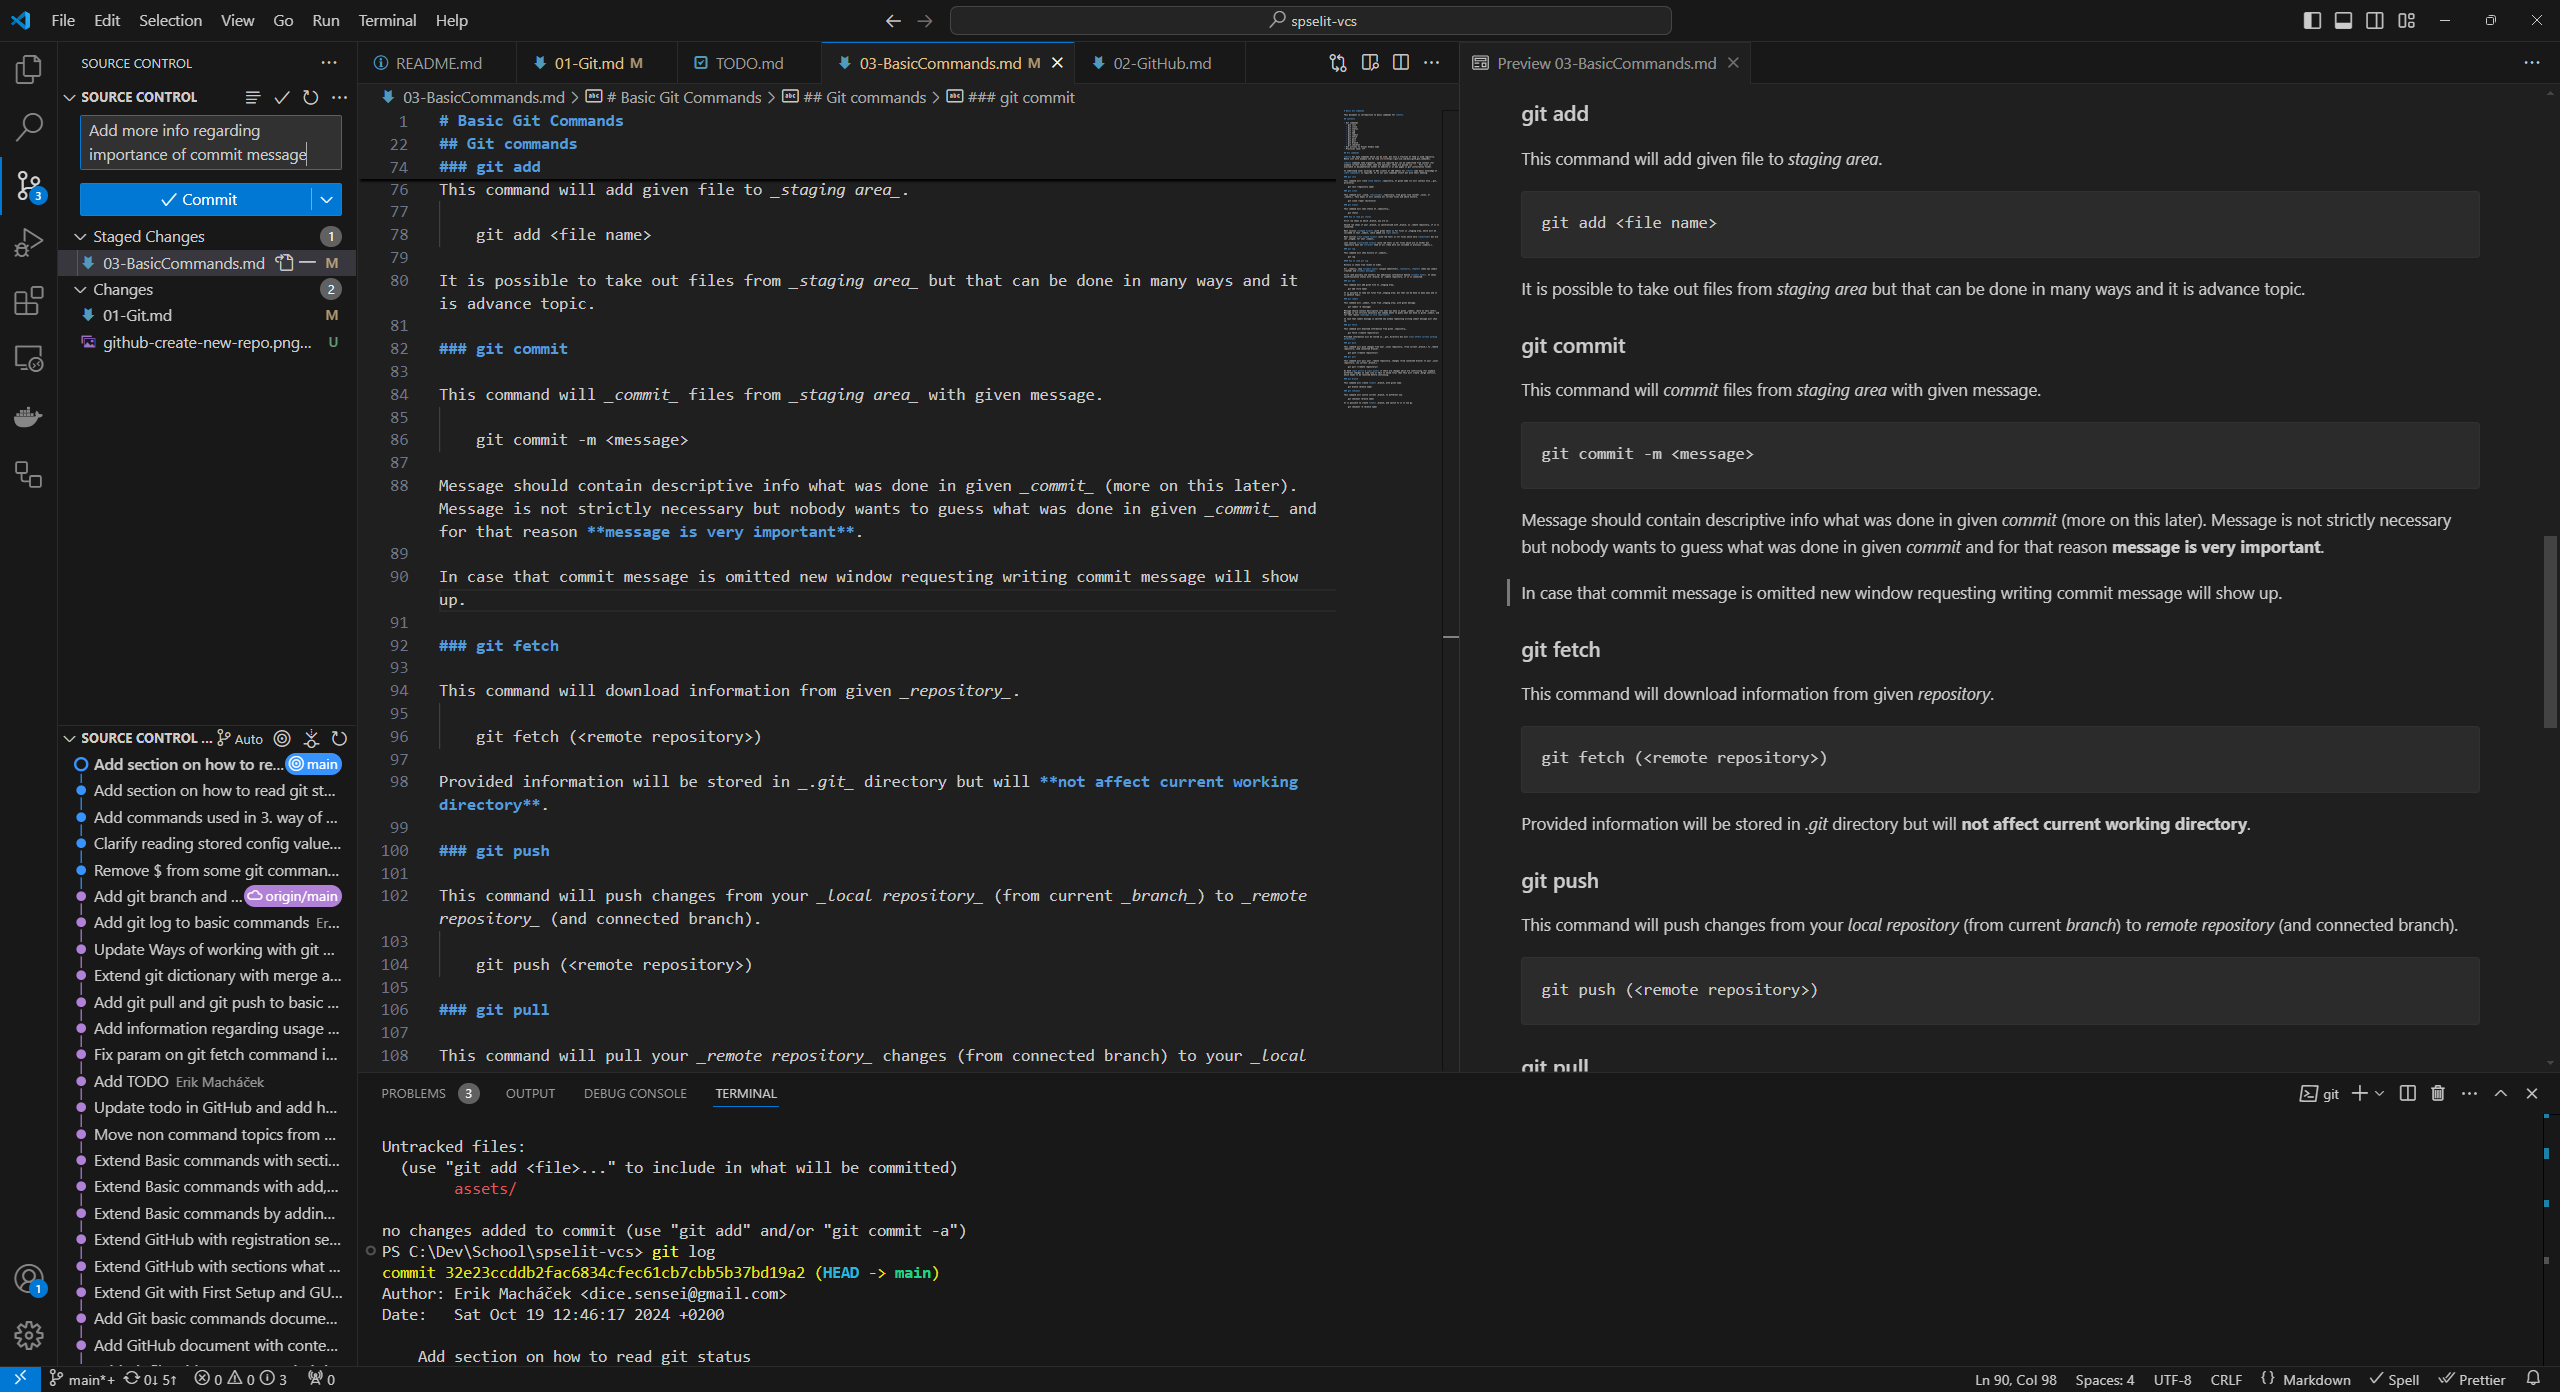 File Edit Selection View Go Run Terminal Help
spselit-vcs
SOURCE CONTROL
SOURCE CONTROL
Add more info regarding
importance of commit message
Commit
Staged Changes 1
03-BasicCommands.md M
Changes 2
01-Git.md M
github-create-new-repo.png... U
3
SOURCE CONTROL ... Auto
Add section on how to re... main
Add section on how to read git st...
Add commands used in 3. way of ...
Clarify reading stored config value...
Remove $ from some git comman...
Add git branch and ... origin/main
Add git log to basic commands Er...
Update Ways of working with git ...
Extend git dictionary with merge a...
Add git pull and git push to basic ...
Add information regarding usage ...
Fix param on git fetch command i...
Add TODO Erik Macháček
Update todo in GitHub and add h...
Move non command topics from ...
Extend Basic commands with secti...
Extend Basic commands with add,...
Extend Basic commands by addin...
Extend GitHub with registration se...
Extend GitHub with sections what ...
Extend Git with First Setup and GU...
Add Git basic commands docume...
Add GitHub document with conte...
1
README.md 01-Git.md M TODO.md 03-BasicCommands.md M 02-GitHub.md
03-BasicCommands.md > # Basic Git Commands > ## Git commands > ### git commit
1 # Basic Git Commands
22 ## Git commands
74 ### git add
76 This command will add given file to _staging area_.
77
78 git add <file name>
79
80 It is possible to take out files from _staging area_ but that can be done in many ways and it
is advance topic.
81
82 ### git commit
83
84 This command will _commit_ files from _staging area_ with given message.
85
86 git commit -m <message>
87
88 Message should contain descriptive info what was done in given _commit_ (more on this later).
Message is not strictly necessary but nobody wants to guess what was done in given _commit_ and
for that reason **message is very important**.
89
90 In case that commit message is omitted new window requesting writing commit message will show
up.
91
92 ### git fetch
93
94 This command will download information from given _repository_.
95
96 git fetch (<remote repository>)
97
98 Provided information will be stored in _.git_ directory but will **not affect current working
directory**.
99
100 ### git push
101
102 This command will push changes from your _local repository_ (from current _branch_) to _remote
repository_ (and connected branch).
103
104 git push (<remote repository>)
105
106 ### git pull
107
108 This command will pull your _remote repository_ changes (from connected branch) to your _local
Preview 03-BasicCommands.md
git add
This command will add given file to staging area.
git add <file name>
It is possible to take out files from staging area but that can be done in many ways and it is advance topic.
git commit
This command will commit files from staging area with given message.
git commit -m <message>
Message should contain descriptive info what was done in given commit (more on this later). Message is not strictly necessary
but nobody wants to guess what was done in given commit and for that reason message is very important.
In case that commit message is omitted new window requesting writing commit message will show up.
git fetch
This command will download information from given repository.
git fetch (<remote repository>)
Provided information will be stored in .git directory but will not affect current working directory.
git push
This command will push changes from your local repository (from current branch) to remote repository (and connected branch).
git push (<remote repository>)
git pull
PROBLEMS 3 OUTPUT DEBUG CONSOLE TERMINAL
git
Untracked files:
(use "git add <file>..." to include in what will be committed)
assets/
no changes added to commit (use "git add" and/or "git commit -a")
PS C:\Dev\School\spselit-vcs> git log
commit 32e23ccddb2fac6834cfec61cb7cbb5b37bd19a2 (HEAD -> main)
Author: Erik Macháček <dice.sensei@gmail.com>
Date: Sat Oct 19 12:46:17 2024 +0200
Add section on how to read git status
main*+ 0↓ 5↑ 0 0 3 0
Ln 90, Col 98 Spaces: 4 UTF-8 CRLF {} Markdown Spell Prettier